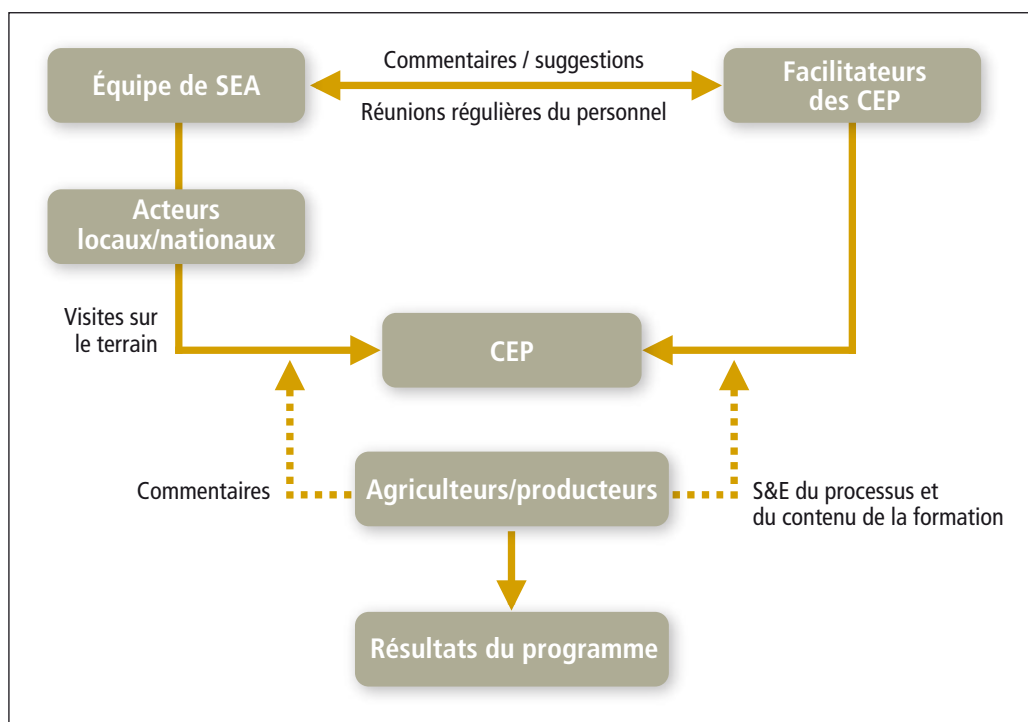 Équipe de SEA
Commentaires / suggestions
Réunions régulières du personnel
Facilitateurs
des CEP
Acteurs
locaux/nationaux
Visites sur
le terrain
CEP
Commentaires
Agriculteurs/producteurs
S&E du processus et
du contenu de la formation
Résultats du programme